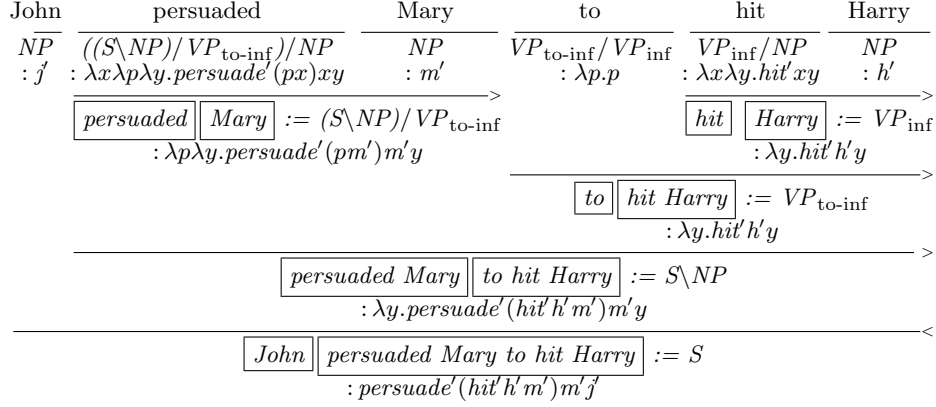 John persuaded Mary to hit Harry
NP ((S\NP)/VP_to-inf)/NP NP VP_to-inf/VP_inf VP_inf/NP NP
: j′ : λxλpλy.persuade′(px)xy : m′ : λp.p : λxλy.hit′xy : h′
> >
persuaded Mary := (S\NP)/VP_to-inf hit Harry := VP_inf
: λpλy.persuade′(pm′)m′y : λy.hit′h′y
>
to hit Harry := VP_to-inf
: λy.hit′h′y
>
persuaded Mary to hit Harry := S\NP
: λy.persuade′(hit′h′m′)m′y
<
John persuaded Mary to hit Harry := S
: persuade′(hit′h′m′)m′j′